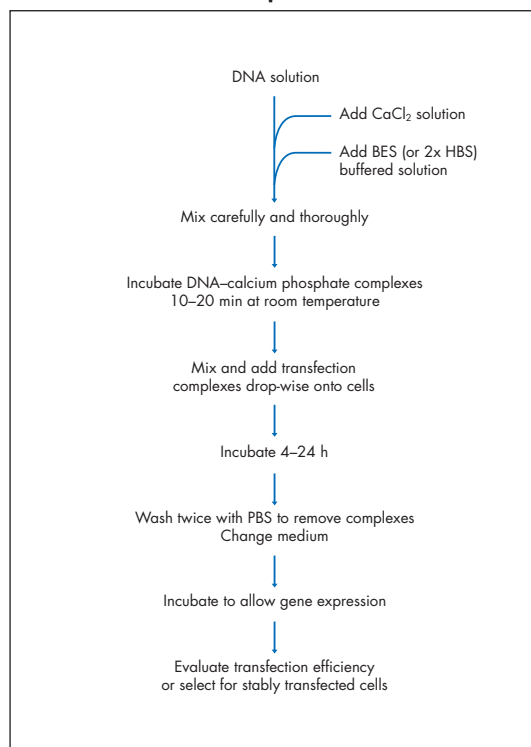 DNA solution
Add CaCl₂ solution
Add BES (or 2x HBS)
buffered solution
Mix carefully and thoroughly
Incubate DNA–calcium phosphate complexes
10–20 min at room temperature
Mix and add transfection
complexes drop-wise onto cells
Incubate 4–24 h
Wash twice with PBS to remove complexes
Change medium
Incubate to allow gene expression
Evaluate transfection efficiency
or select for stably transfected cells